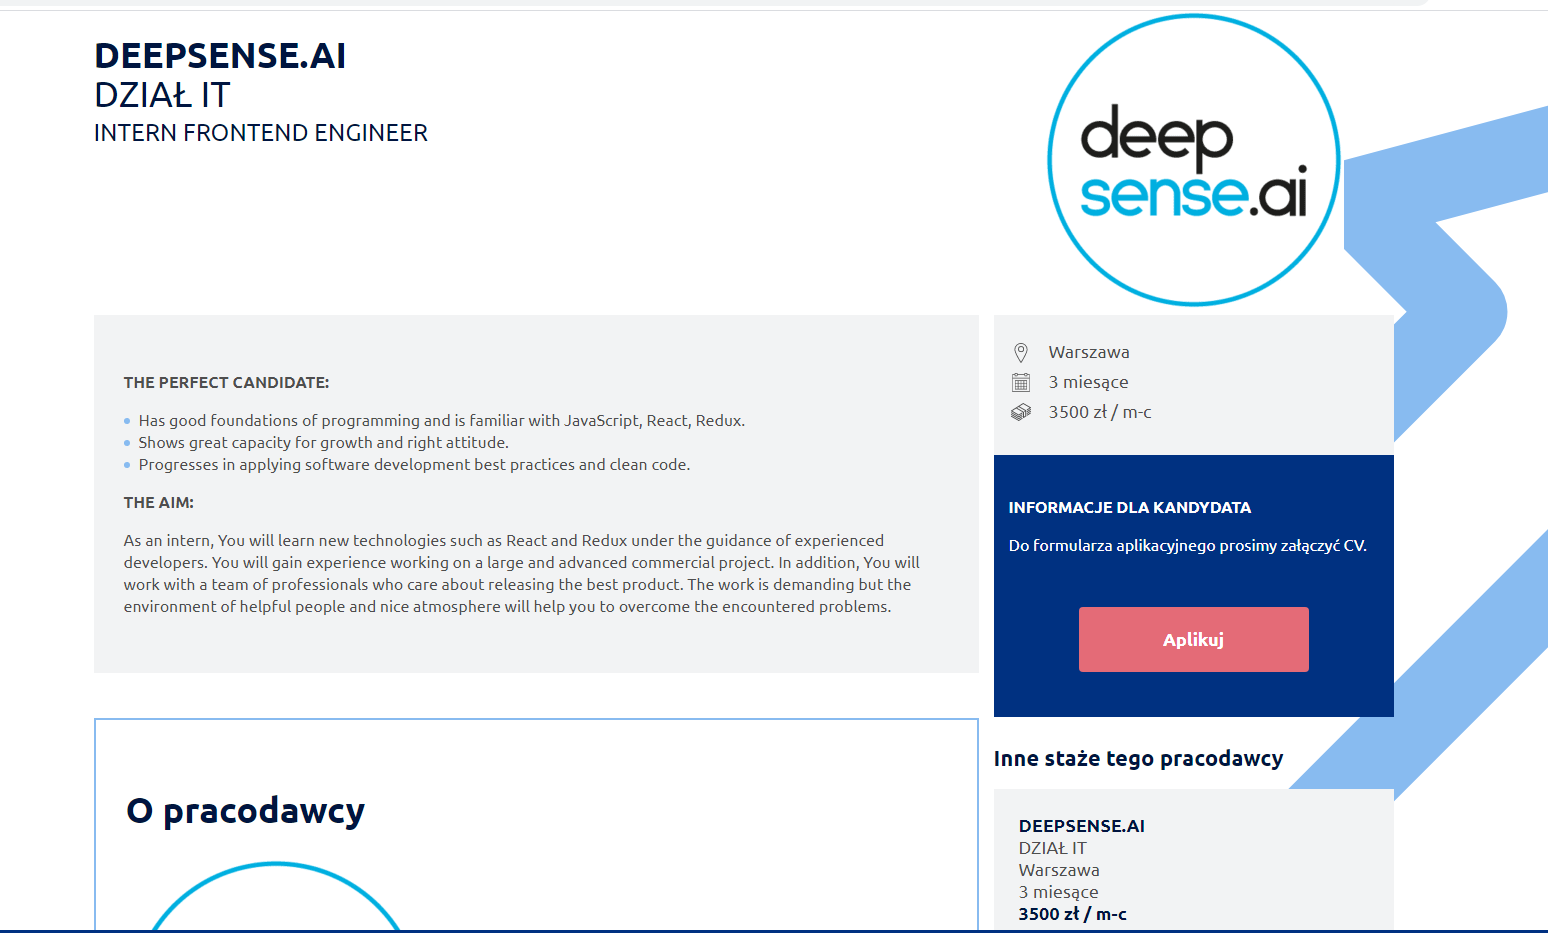 DEEPSENSE.AI
DZIAŁ IT
INTERN FRONTEND ENGINEER
deep
sense.ai
THE PERFECT CANDIDATE:
Has good foundations of programming and is familiar with JavaScript, React, Redux.
Shows great capacity for growth and right attitude.
Progresses in applying software development best practices and clean code.
THE AIM:
As an intern, You will learn new technologies such as React and Redux under the guidance of experienced
developers. You will gain experience working on a large and advanced commercial project. In addition, You will
work with a team of professionals who care about releasing the best product. The work is demanding but the
environment of helpful people and nice atmosphere will help you to overcome the encountered problems.
Warszawa
3 miesiące
3500 zł / m-c
INFORMACJE DLA KANDYDATA
Do formularza aplikacyjnego prosimy załączyć CV.
Aplikuj
O pracodawcy
Inne staże tego pracodawcy
DEEPSENSE.AI
DZIAŁ IT
Warszawa
3 miesiące
3500 zł / m-c